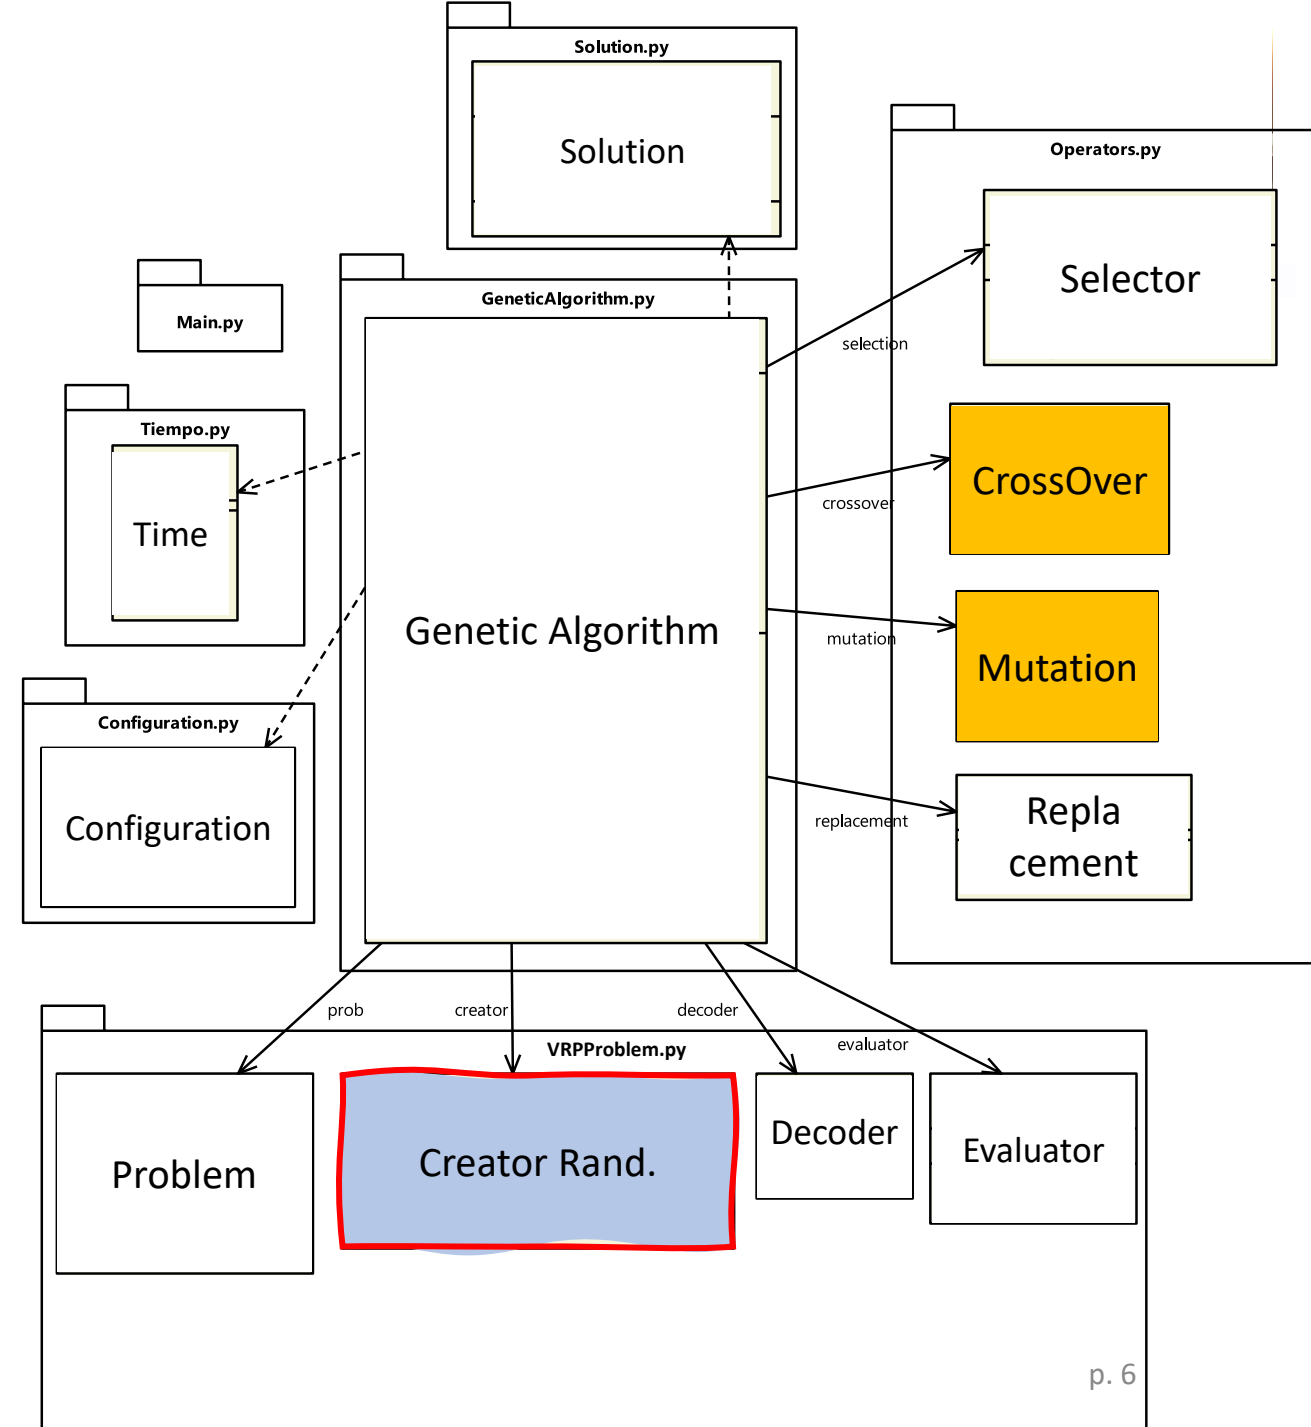 Solution.py
Solution
Operators.py
Selector
GeneticAlgorithm.py
Main.py
selection
Tiempo.py
Time
CrossOver
crossover
Genetic Algorithm
mutation
Mutation
Configuration.py
Configuration
replacement
Repla
cement
prob
creator
decoder
evaluator
VRPProblem.py
Problem
Creator Rand.
Decoder
Evaluator
p. 6